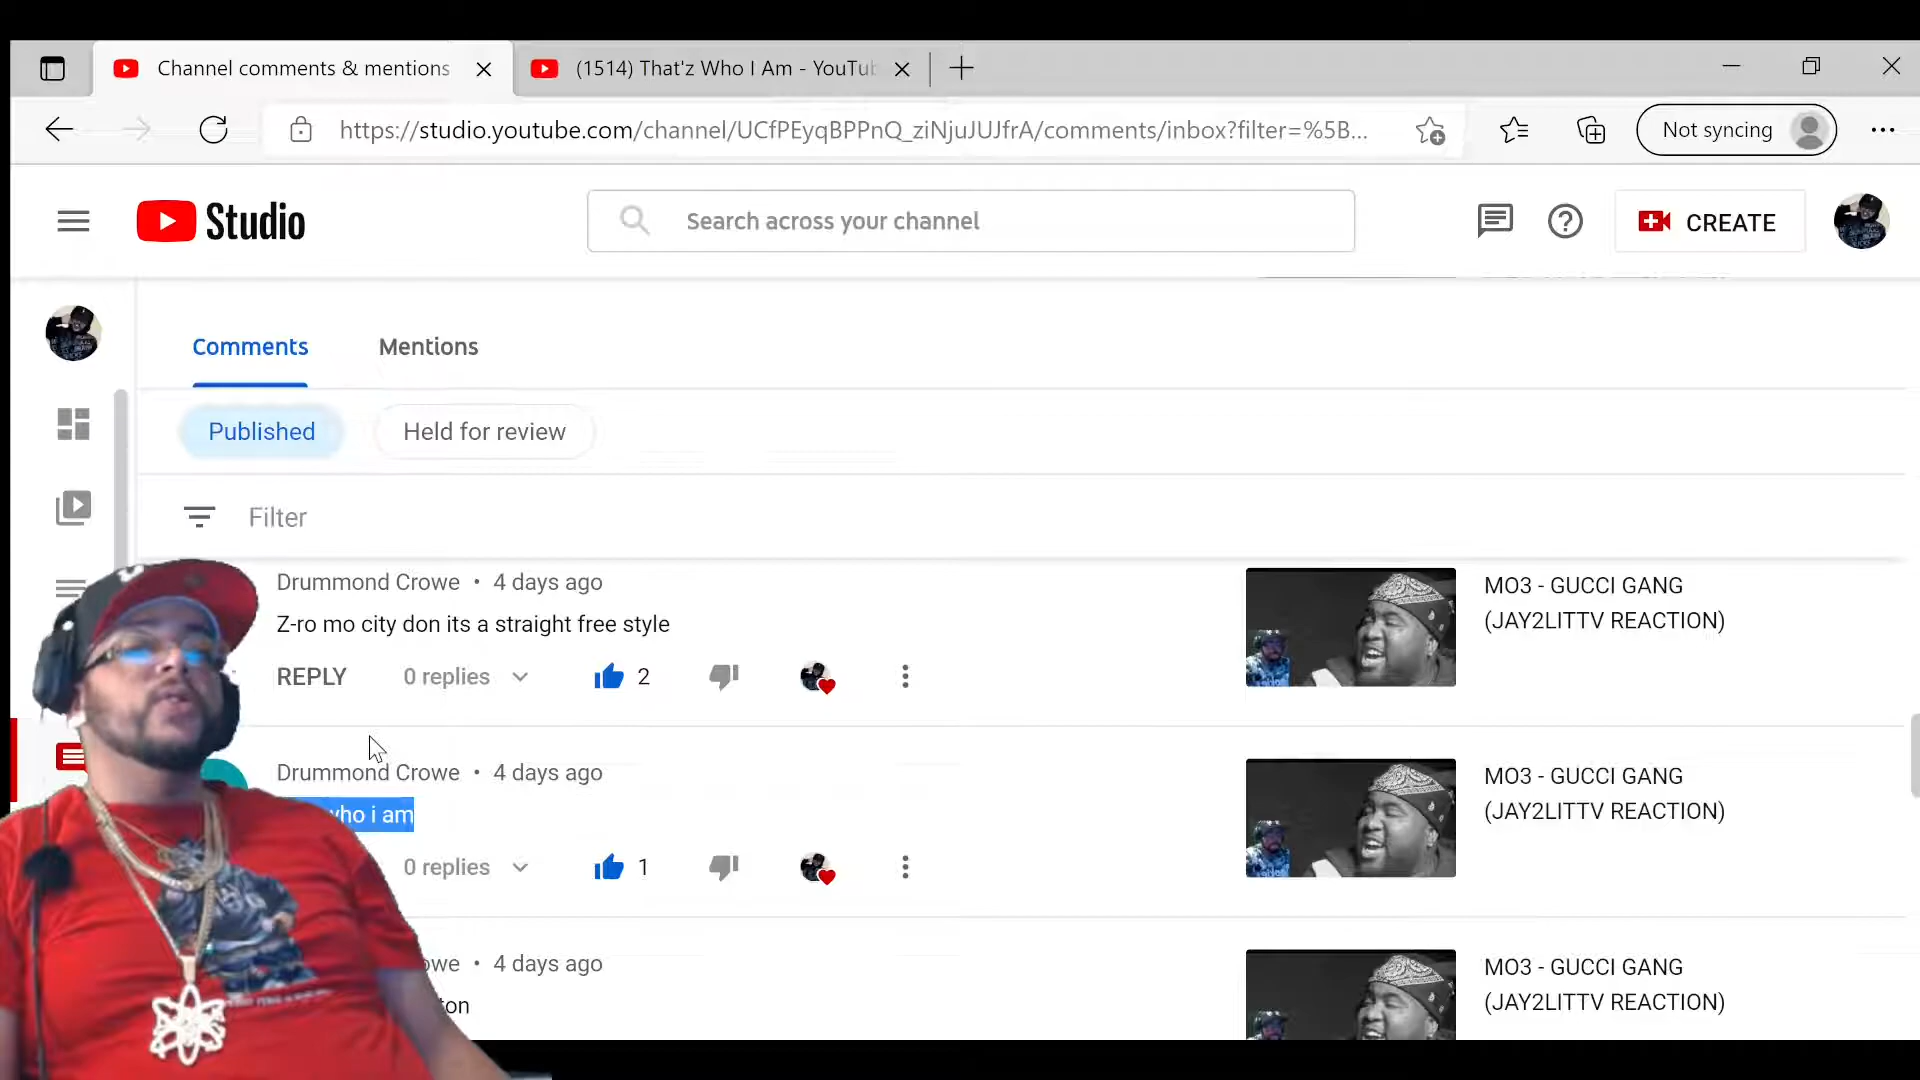 Channel comments & mentions
(1514) That'z Who I Am - YouTub
https://studio.youtube.com/channel/UCfPEyqBPPnQ_ziNjuJUJfrA/comments/inbox?filter=%5B...
Not syncing
Studio
Search across your channel
CREATE
Comments
Mentions
Published
Held for review
Filter
Drummond Crowe • 4 days ago
Z-ro mo city don its a straight free style
REPLY
0 replies
2
MO3 - GUCCI GANG
(JAY2LITTV REACTION)
Drummond Crowe • 4 days ago
who i am
0 replies
1
MO3 - GUCCI GANG
(JAY2LITTV REACTION)
owe • 4 days ago
ton
MO3 - GUCCI GANG
(JAY2LITTV REACTION)